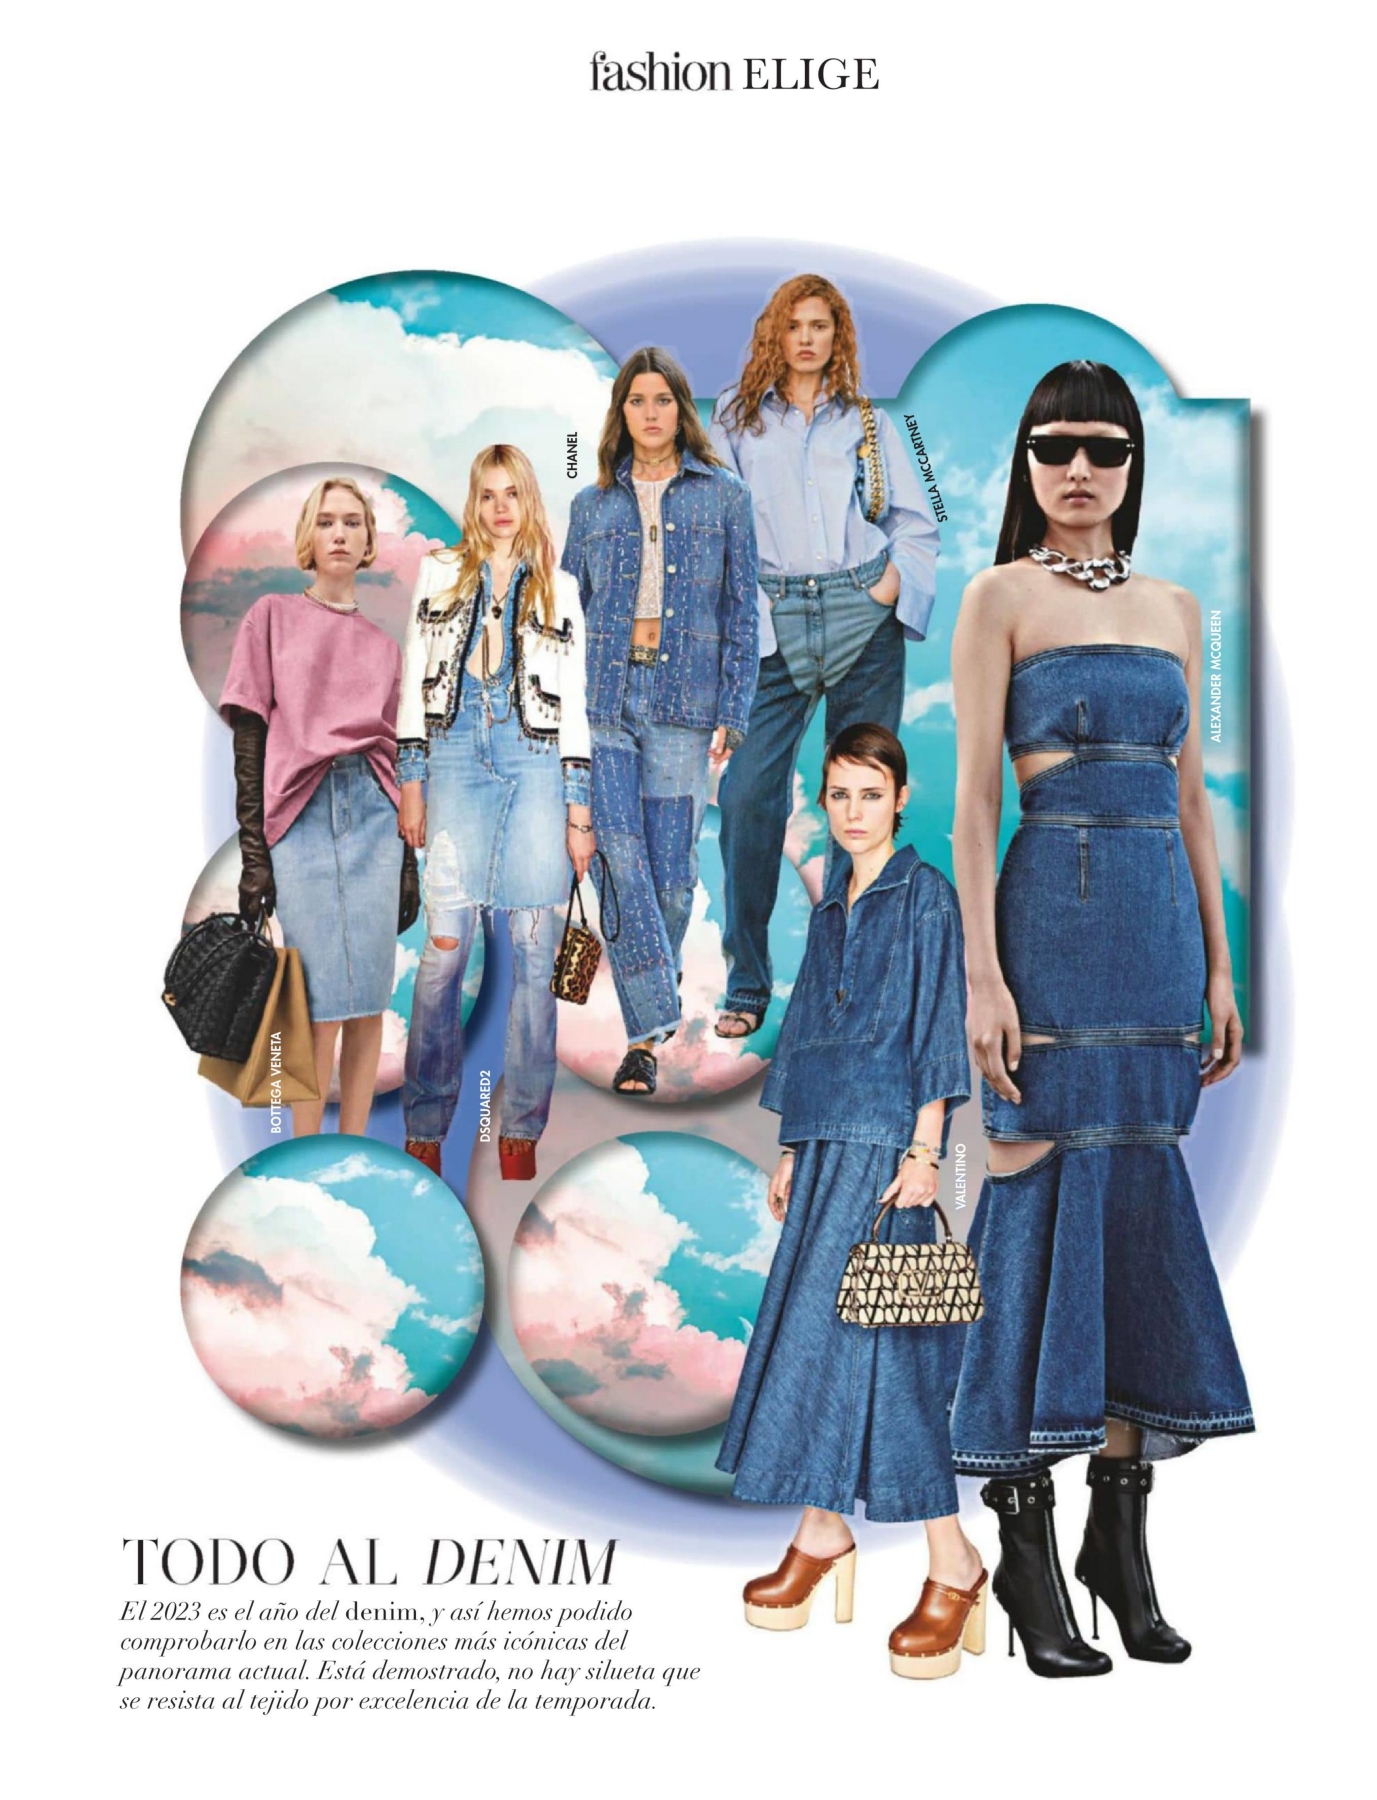 fashion ELIGE
CHANEL
STELLA MCCARTNEY
ALEXANDER MCQUEEN
BOTTEGA VENETA
DSQUARED2
VALENTINO
TODO AL DENIM
El 2023 es el año del denim, y así hemos podido
comprobarlo en las colecciones más icónicas del
panorama actual. Está demostrado, no hay silueta que
se resista al tejido por excelencia de la temporada.